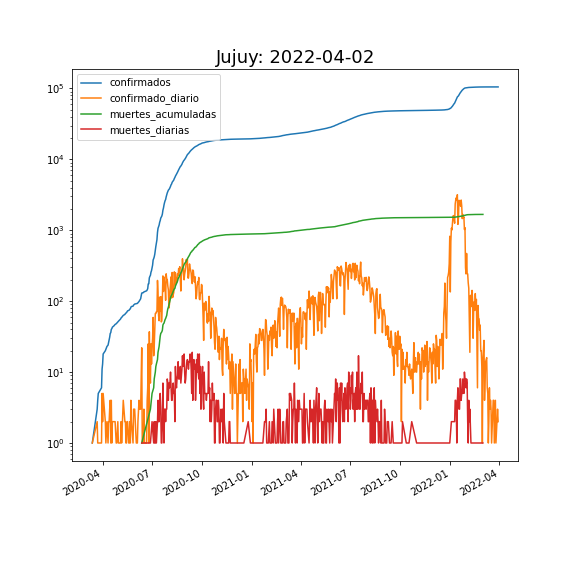 Jujuy: 2022-04-02
confirmados
confirmado_diario
muertes_acumuladas
muertes_diarias
10⁵
10⁴
10³
10²
10¹
10⁰
2020-04 2020-07 2020-10 2021-01 2021-04 2021-07 2021-10 2022-01 2022-04